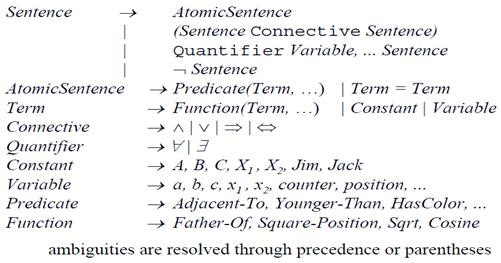 Sentence → AtomicSentence
| (Sentence Connective Sentence)
| Quantifier Variable, ... Sentence
| ¬ Sentence
AtomicSentence → Predicate(Term, …) | Term = Term
Term → Function(Term, …) | Constant | Variable
Connective → ∧ | ∨ | ⇒ | ⇔
Quantifier → ∀ | ∃
Constant → A, B, C, X₁ , X₂, Jim, Jack
Variable → a, b, c, x₁ , x₂, counter, position, ...
Predicate → Adjacent-To, Younger-Than, HasColor, ...
Function → Father-Of, Square-Position, Sqrt, Cosine
ambiguities are resolved through precedence or parentheses